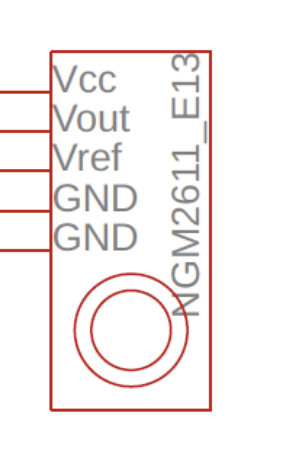 Vcc
Vout
Vref
GND
GND
NGM2611_E13